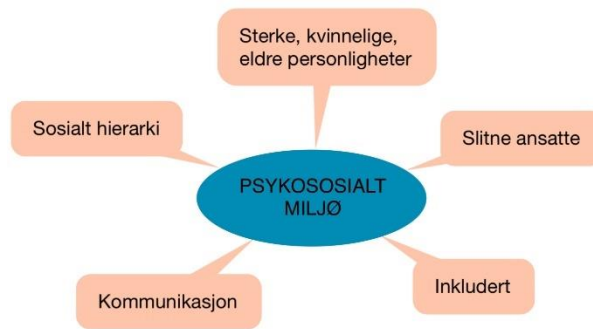 Sterke, kvinnelige,
eldre personligheter
Sosialt hierarki
Slitne ansatte
PSYKOSOSIALT
MILJØ
Kommunikasjon
Inkludert